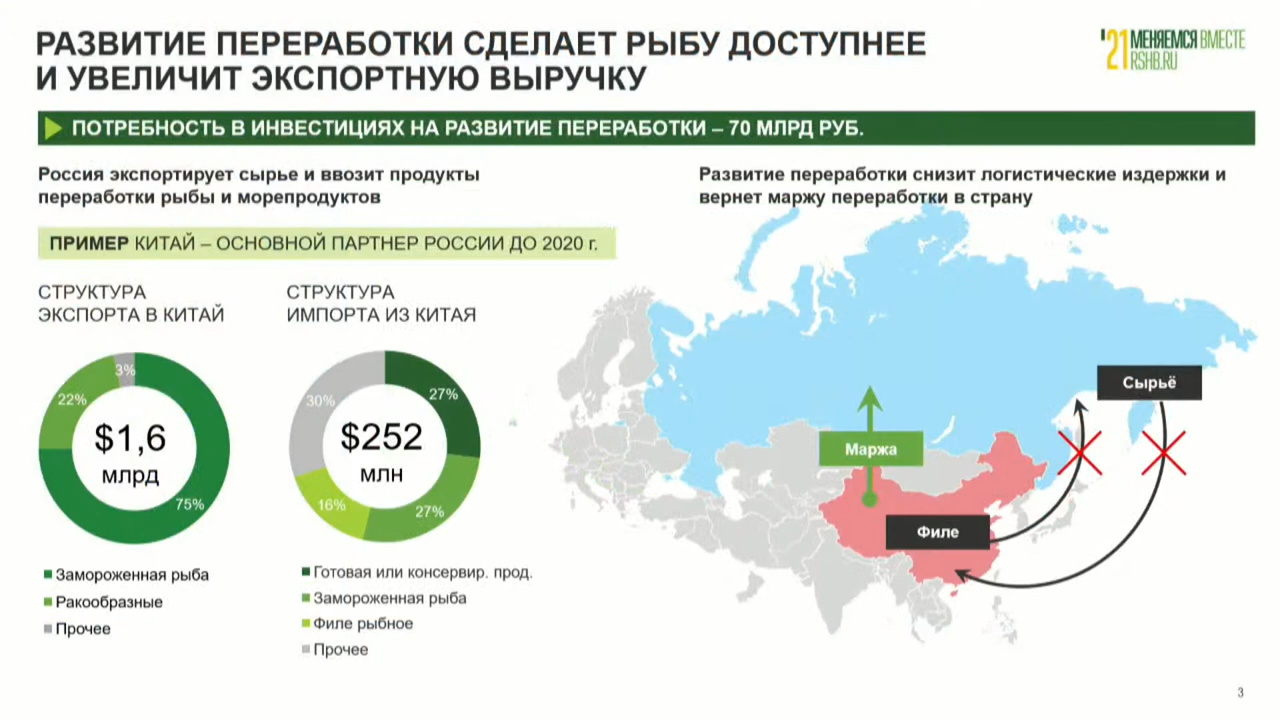 РАЗВИТИЕ ПЕРЕРАБОТКИ СДЕЛАЕТ РЫБУ ДОСТУПНЕЕ
И УВЕЛИЧИТ ЭКСПОРТНУЮ ВЫРУЧКУ
'21 МЕНЯЕМСЯ ВМЕСТЕ
RSHB.RU
ПОТРЕБНОСТЬ В ИНВЕСТИЦИЯХ НА РАЗВИТИЕ ПЕРЕРАБОТКИ – 70 МЛРД РУБ.
Россия экспортирует сырье и ввозит продукты
переработки рыбы и морепродуктов
ПРИМЕР КИТАЙ – ОСНОВНОЙ ПАРТНЕР РОССИИ ДО 2020 г.
СТРУКТУРА
ЭКСПОРТА В КИТАЙ
3%
22%
$1,6
млрд
75%
Замороженная рыба
Ракообразные
Прочее
СТРУКТУРА
ИМПОРТА ИЗ КИТАЯ
27%
30%
$252
млн
16%
27%
Готовая или консервир. прод.
Замороженная рыба
Филе рыбное
Прочее
Развитие переработки снизит логистические издержки и
вернет маржу переработки в страну
Сырьё
Маржа
Филе
3